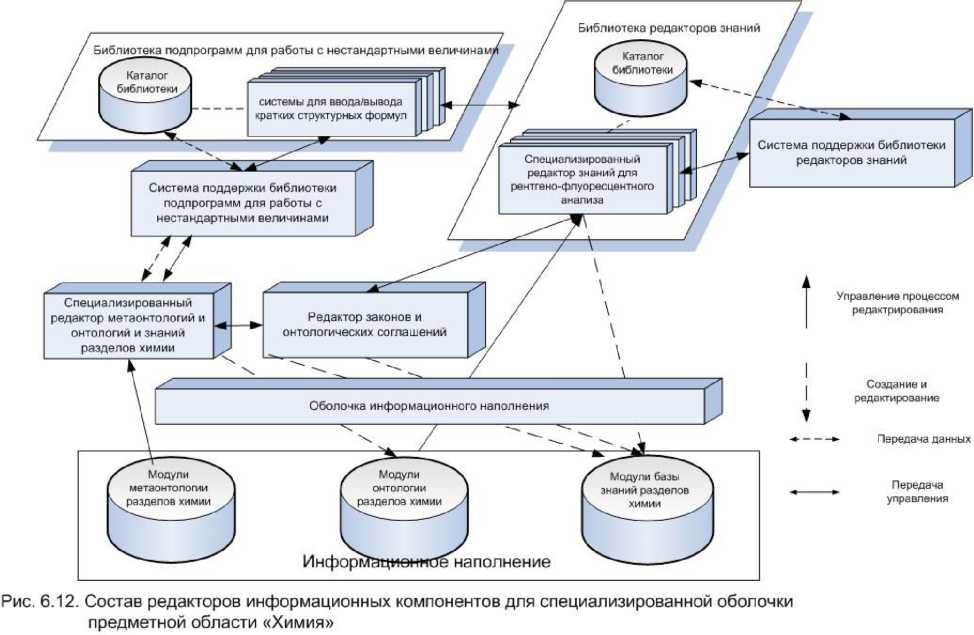 Библиотека подпрограмм для работы с нестандартными величинами
Каталог
библиотеки
системы для ввода/вывода
кратких структурных формул
Библиотека редакторов знаний
Каталог
библиотеки
Специализированный
редактор знаний для
рентгено-флуоресцентного
анализа
Система поддержки библиотеки
редакторов знаний
Система поддержки библиотеки
подпрограмм для работы с
нестандартными величинами
Специализированный
редактор метаонтологий и
онтологий и знаний
разделов химии
Редактор законов и
онтологических соглашений
Оболочка информационного наполнения
Модули
метаонтологии
разделов химии
Модули
онтологии
разделов химии
Модули базы
знаний разделов
химии
Информационное наполнение
Управление процессом
редактрирования
Создание и
редактирование
Передача данных
Передача
управления
Рис. 6.12. Состав редакторов информационных компонентов для специализированной оболочки
предметной области «Химия»